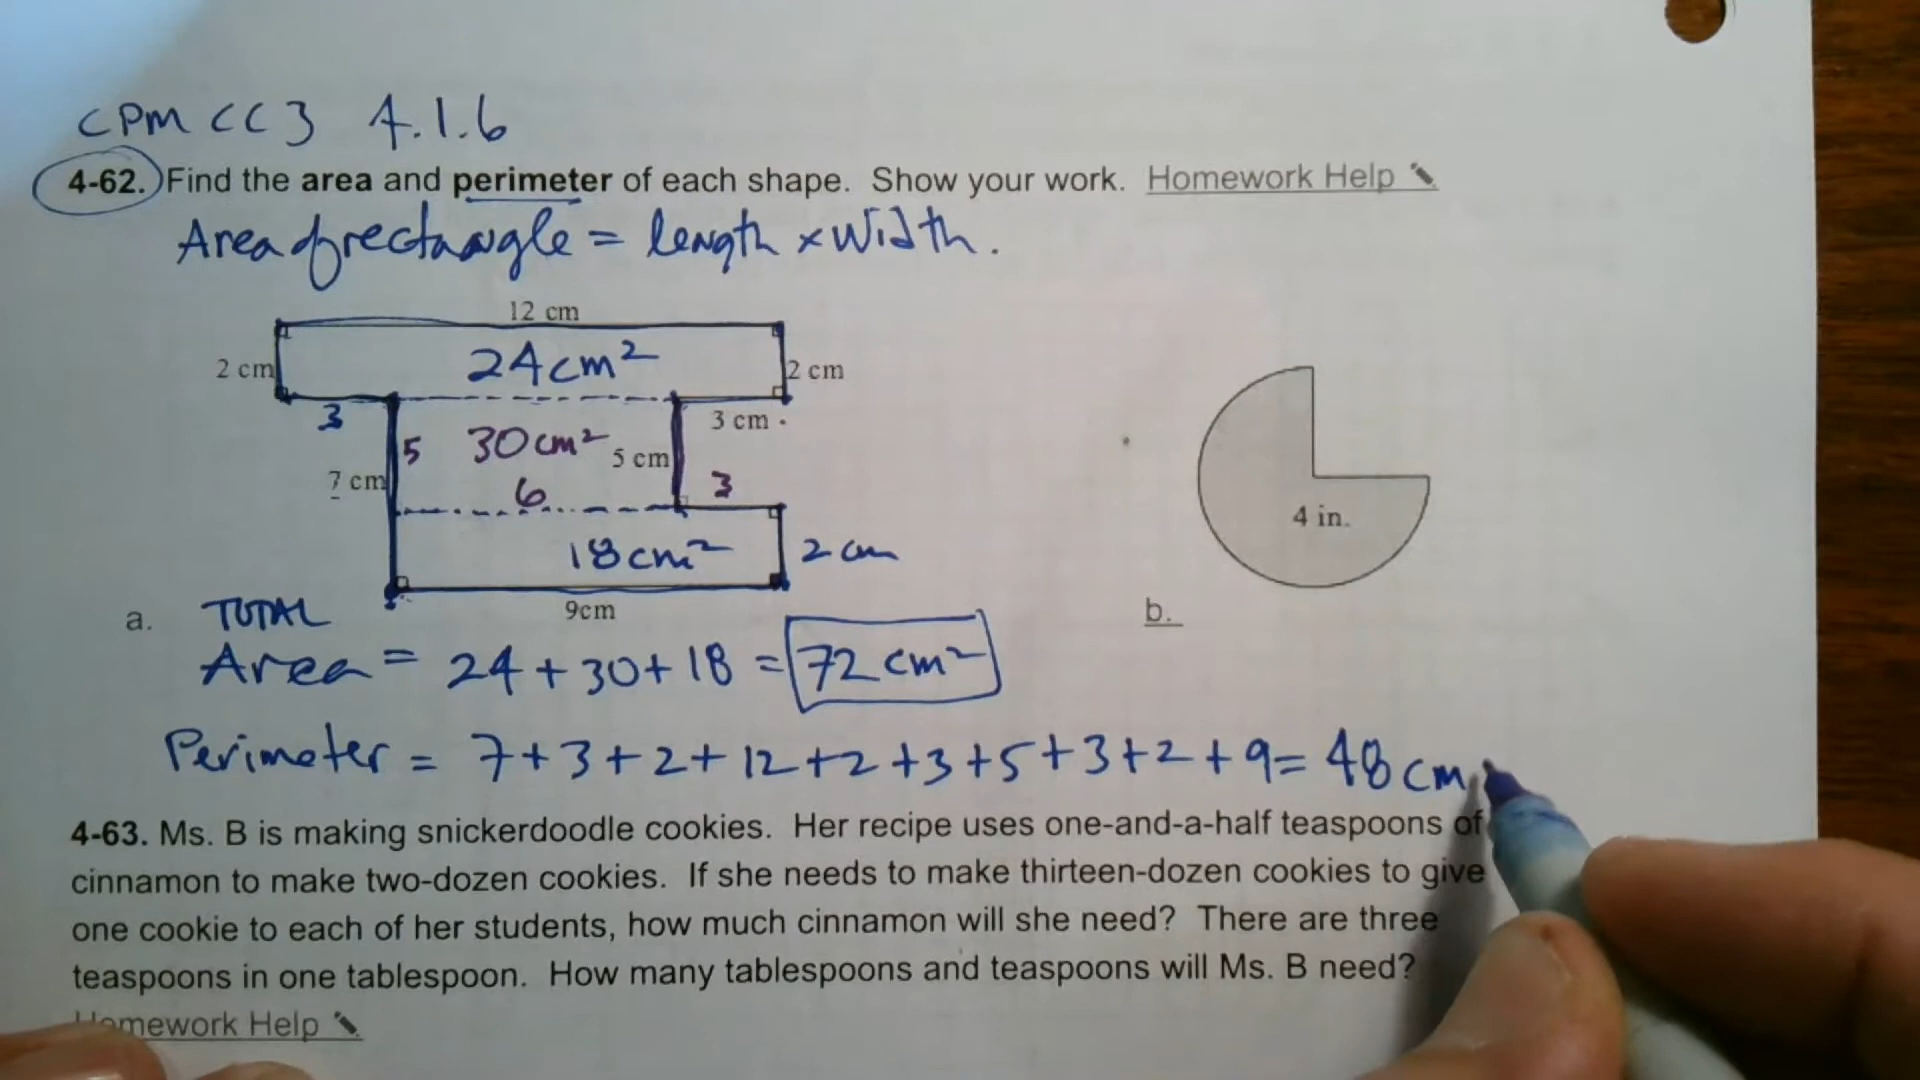 CPM CC3 4.1.6
4-62. Find the area and perimeter of each shape. Show your work. Homework Help ✎
Area of rectangle = length × Width.
12 cm
2 cm 24 cm² 2 cm
3 3 cm
5 30 cm² 5 cm
7 cm 6 3
18 cm² 2 cm
9cm
4 in.
a. b.
TOTAL
Area = 24 + 30 + 18 = 72 cm²
Perimeter = 7 + 3 + 2 + 12 + 2 + 3 + 5 + 3 + 2 + 9 = 48 cm
4-63. Ms. B is making snickerdoodle cookies. Her recipe uses one-and-a-half teaspoons of
cinnamon to make two-dozen cookies. If she needs to make thirteen-dozen cookies to give
one cookie to each of her students, how much cinnamon will she need? There are three
teaspoons in one tablespoon. How many tablespoons and teaspoons will Ms. B need?
Homework Help ✎